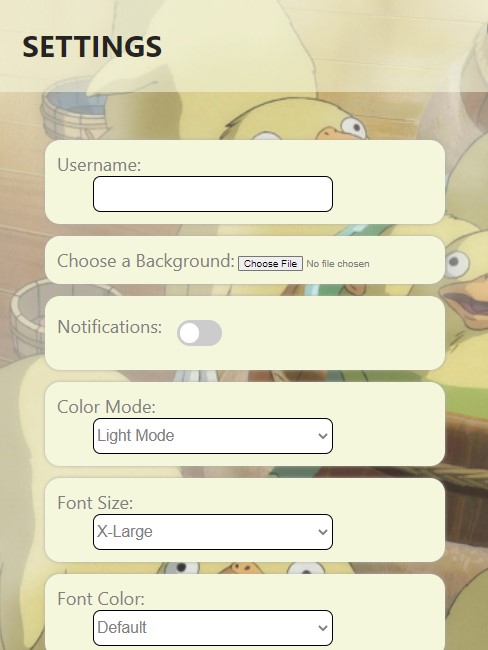 SETTINGS
Username:
Choose a Background: Choose File No file chosen
Notifications:
Color Mode:
Light Mode
Font Size:
X-Large
Font Color:
Default